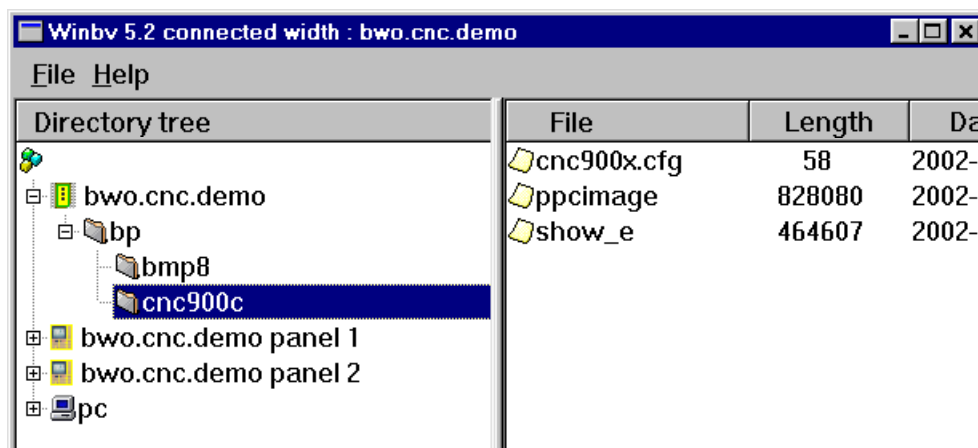 Winbv 5.2 connected width : bwo.cnc.demo
File Help
Directory tree File Length Da
cnc900x.cfg 58 2002-
bwo.cnc.demo ppcimage 828080 2002-
bp show_e 464607 2002-
bmp8
cnc900c
bwo.cnc.demo panel 1
bwo.cnc.demo panel 2
pc